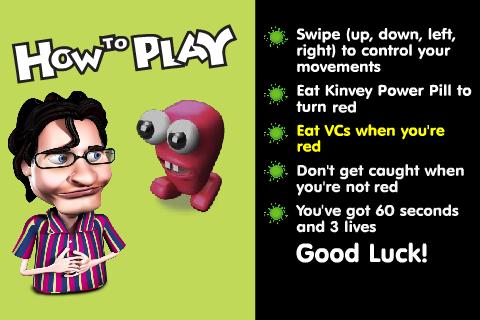 How To Play
Swipe (up, down, left,
right) to control your
movements
Eat Kinvey Power Pill to
turn red
Eat VCs when you're
red
Don't get caught when
you're not red
You've got 60 seconds
and 3 lives
Good Luck!